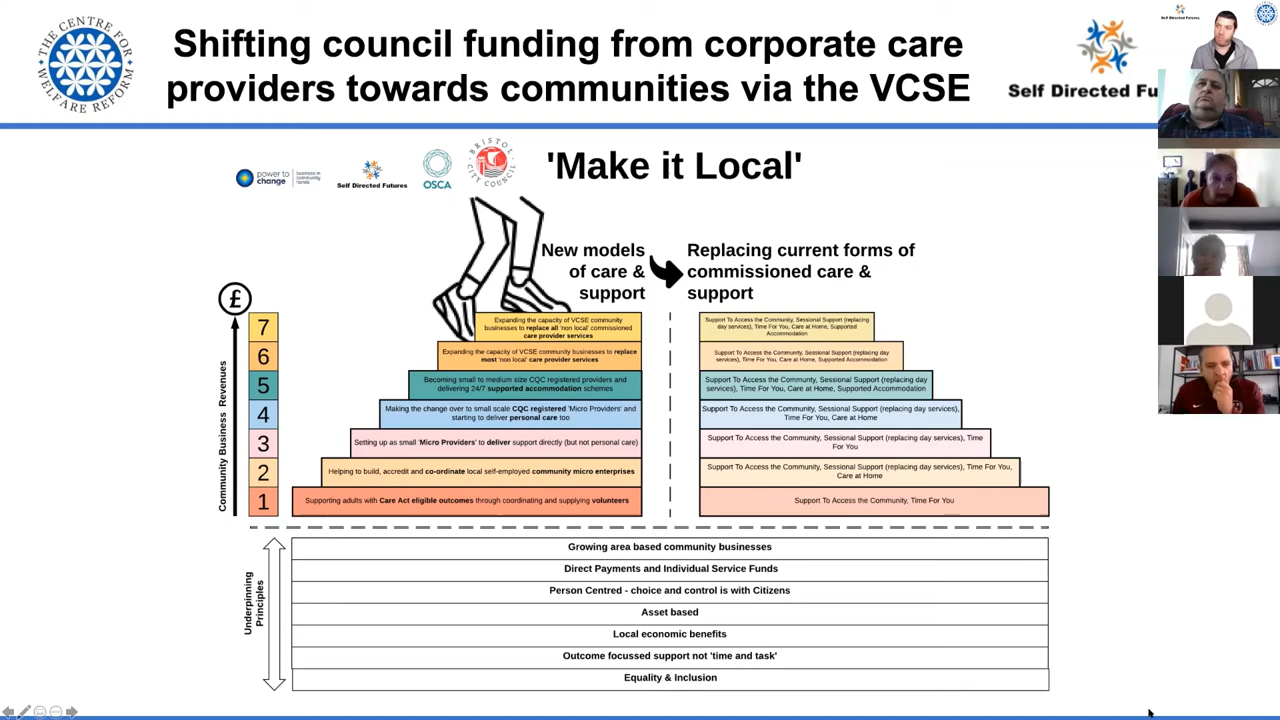 THE CENTRE FOR WELFARE REFORM
Shifting council funding from corporate care
providers towards communities via the VCSE
Self Directed Fu
Self Directed Futures
power to
change
business in
community
hands
Self Directed Futures
OSCA
BRISTOL
CITY COUNCIL
'Make it Local'
New models
of care &
support
Replacing current forms of
commissioned care &
support
£
Community Business Revenues
7
Expanding the capacity of VCSE community
businesses to replace all 'non local' commissioned
care provider services
Support To Access the Community, Sessional Support (replacing
day services), Time For You, Care at Home, Supported
Accommodation
6
Expanding the capacity of VCSE community businesses to replace
most 'non local' care provider services
Support To Access the Community, Sessional Support (replacing day
services), Time For You, Care at Home, Supported Accommodation
5
Becoming small to medium size CQC registered providers and
delivering 24/7 supported accommodation schemes
Support To Access the Community, Sessional Support (replacing day
services), Time For You, Care at Home, Supported Accommodation
4
Making the change over to small scale CQC registered 'Micro Providers' and
starting to deliver personal care too
Support To Access the Community, Sessional Support (replacing day services),
Time For You, Care at Home
3
Setting up as small 'Micro Providers' to deliver support directly (but not personal care)
Support To Access the Community, Sessional Support (replacing day services), Time
For You
2
Helping to build, accredit and co-ordinate local self-employed community micro enterprises
Support To Access the Community, Sessional Support (replacing day services), Time For You,
Care at Home
1
Supporting adults with Care Act eligible outcomes through coordinating and supplying volunteers
Support To Access the Community, Time For You
Underpinning
Principles
Growing area based community businesses
Direct Payments and Individual Service Funds
Person Centred - choice and control is with Citizens
Asset based
Local economic benefits
Outcome focussed support not 'time and task'
Equality & Inclusion